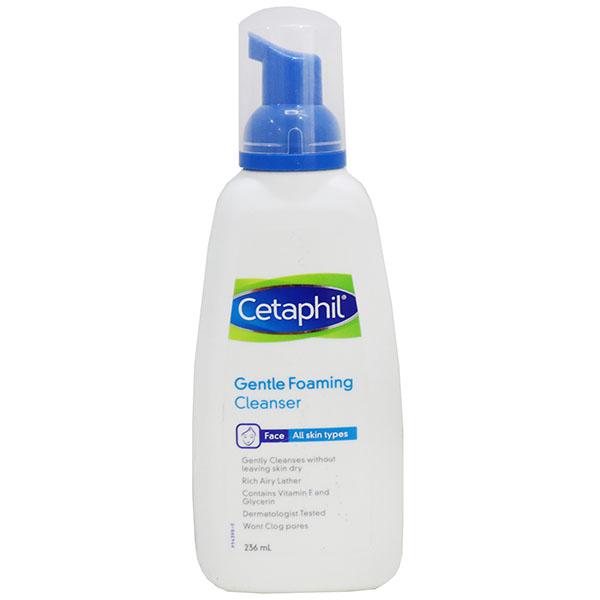 Cetaphil®
Gentle Foaming
Cleanser
Face All skin types
Gently Cleanses without
leaving skin dry
Rich Airy Lather
Contains Vitamin E and
Glycerin
Dermatologist Tested
Wont Clog pores
236 mL